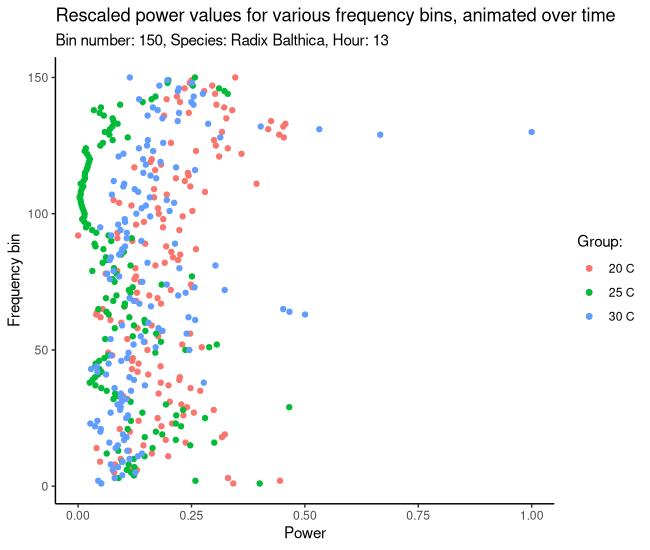 Rescaled power values for various frequency bins, animated over time
Bin number: 150, Species: Radix Balthica, Hour: 13
150
100
50
0
Frequency bin
0.00 0.25 0.50 0.75 1.00
Power
Group:
20 C
25 C
30 C